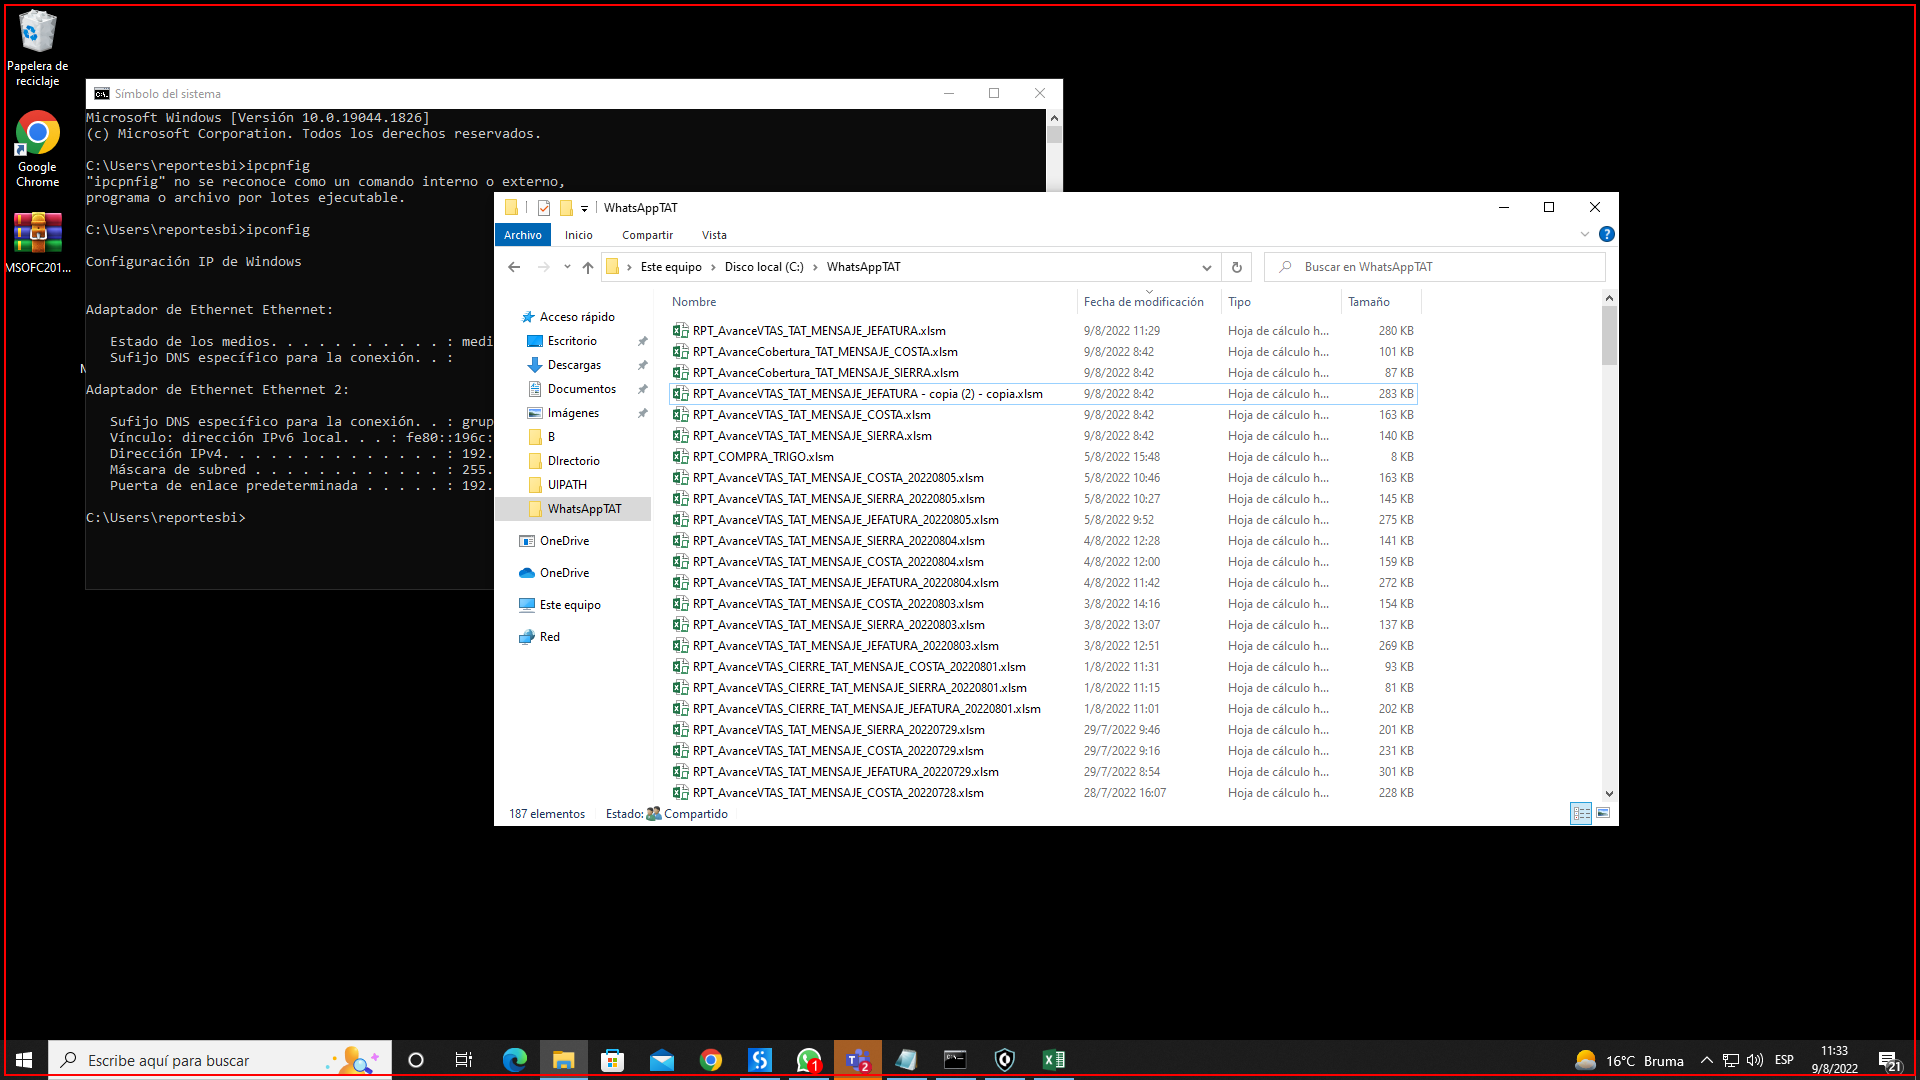 Papelera de
reciclaje
Google
Chrome
MSOFC201...
Símbolo del sistema
Microsoft Windows [Versión 10.0.19044.1826]
(c) Microsoft Corporation. Todos los derechos reservados.
C:\Users\reportesbi>ipcpnfig
"ipcpnfig" no se reconoce como un comando interno o externo,
programa o archivo por lotes ejecutable.
C:\Users\reportesbi>ipconfig
Configuración IP de Windows
Adaptador de Ethernet Ethernet:
Estado de los medios. . . . . . . . . . . : medi
Sufijo DNS específico para la conexión. . :
Adaptador de Ethernet Ethernet 2:
Sufijo DNS específico para la conexión. . : grup
Vínculo: dirección IPv6 local. . . : fe80::196c:
Dirección IPv4. . . . . . . . . . . . . . : 192.
Máscara de subred . . . . . . . . . . . . : 255.
Puerta de enlace predeterminada . . . . . : 192.
C:\Users\reportesbi>
WhatsAppTAT
Archivo Inicio Compartir Vista
Este equipo > Disco local (C:) > WhatsAppTAT
Buscar en WhatsAppTAT
Acceso rápido
Escritorio
Descargas
Documentos
Imágenes
B
DIrectorio
UIPATH
WhatsAppTAT
OneDrive
OneDrive
Este equipo
Red
Nombre Fecha de modificación Tipo Tamaño
RPT_AvanceVTAS_TAT_MENSAJE_JEFATURA.xlsm 9/8/2022 11:29 Hoja de cálculo h... 280 KB
RPT_AvanceCobertura_TAT_MENSAJE_COSTA.xlsm 9/8/2022 8:42 Hoja de cálculo h... 101 KB
RPT_AvanceCobertura_TAT_MENSAJE_SIERRA.xlsm 9/8/2022 8:42 Hoja de cálculo h... 87 KB
RPT_AvanceVTAS_TAT_MENSAJE_JEFATURA - copia (2) - copia.xlsm 9/8/2022 8:42 Hoja de cálculo h... 283 KB
RPT_AvanceVTAS_TAT_MENSAJE_COSTA.xlsm 9/8/2022 8:42 Hoja de cálculo h... 163 KB
RPT_AvanceVTAS_TAT_MENSAJE_SIERRA.xlsm 9/8/2022 8:42 Hoja de cálculo h... 140 KB
RPT_COMPRA_TRIGO.xlsm 5/8/2022 15:48 Hoja de cálculo h... 8 KB
RPT_AvanceVTAS_TAT_MENSAJE_COSTA_20220805.xlsm 5/8/2022 10:46 Hoja de cálculo h... 163 KB
RPT_AvanceVTAS_TAT_MENSAJE_SIERRA_20220805.xlsm 5/8/2022 10:27 Hoja de cálculo h... 145 KB
RPT_AvanceVTAS_TAT_MENSAJE_JEFATURA_20220805.xlsm 5/8/2022 9:52 Hoja de cálculo h... 275 KB
RPT_AvanceVTAS_TAT_MENSAJE_SIERRA_20220804.xlsm 4/8/2022 12:28 Hoja de cálculo h... 141 KB
RPT_AvanceVTAS_TAT_MENSAJE_COSTA_20220804.xlsm 4/8/2022 12:00 Hoja de cálculo h... 159 KB
RPT_AvanceVTAS_TAT_MENSAJE_JEFATURA_20220804.xlsm 4/8/2022 11:42 Hoja de cálculo h... 272 KB
RPT_AvanceVTAS_TAT_MENSAJE_COSTA_20220803.xlsm 3/8/2022 14:16 Hoja de cálculo h... 154 KB
RPT_AvanceVTAS_TAT_MENSAJE_SIERRA_20220803.xlsm 3/8/2022 13:07 Hoja de cálculo h... 137 KB
RPT_AvanceVTAS_TAT_MENSAJE_JEFATURA_20220803.xlsm 3/8/2022 12:51 Hoja de cálculo h... 269 KB
RPT_AvanceVTAS_CIERRE_TAT_MENSAJE_COSTA_20220801.xlsm 1/8/2022 11:31 Hoja de cálculo h... 93 KB
RPT_AvanceVTAS_CIERRE_TAT_MENSAJE_SIERRA_20220801.xlsm 1/8/2022 11:15 Hoja de cálculo h... 81 KB
RPT_AvanceVTAS_CIERRE_TAT_MENSAJE_JEFATURA_20220801.xlsm 1/8/2022 11:01 Hoja de cálculo h... 202 KB
RPT_AvanceVTAS_TAT_MENSAJE_SIERRA_20220729.xlsm 29/7/2022 9:46 Hoja de cálculo h... 201 KB
RPT_AvanceVTAS_TAT_MENSAJE_COSTA_20220729.xlsm 29/7/2022 9:16 Hoja de cálculo h... 231 KB
RPT_AvanceVTAS_TAT_MENSAJE_JEFATURA_20220729.xlsm 29/7/2022 8:54 Hoja de cálculo h... 301 KB
RPT_AvanceVTAS_TAT_MENSAJE_COSTA_20220728.xlsm 28/7/2022 16:07 Hoja de cálculo h... 228 KB
187 elementos Estado: Compartido
Escribe aquí para buscar
1
2
16°C Bruma
ESP
11:33
9/8/2022
21